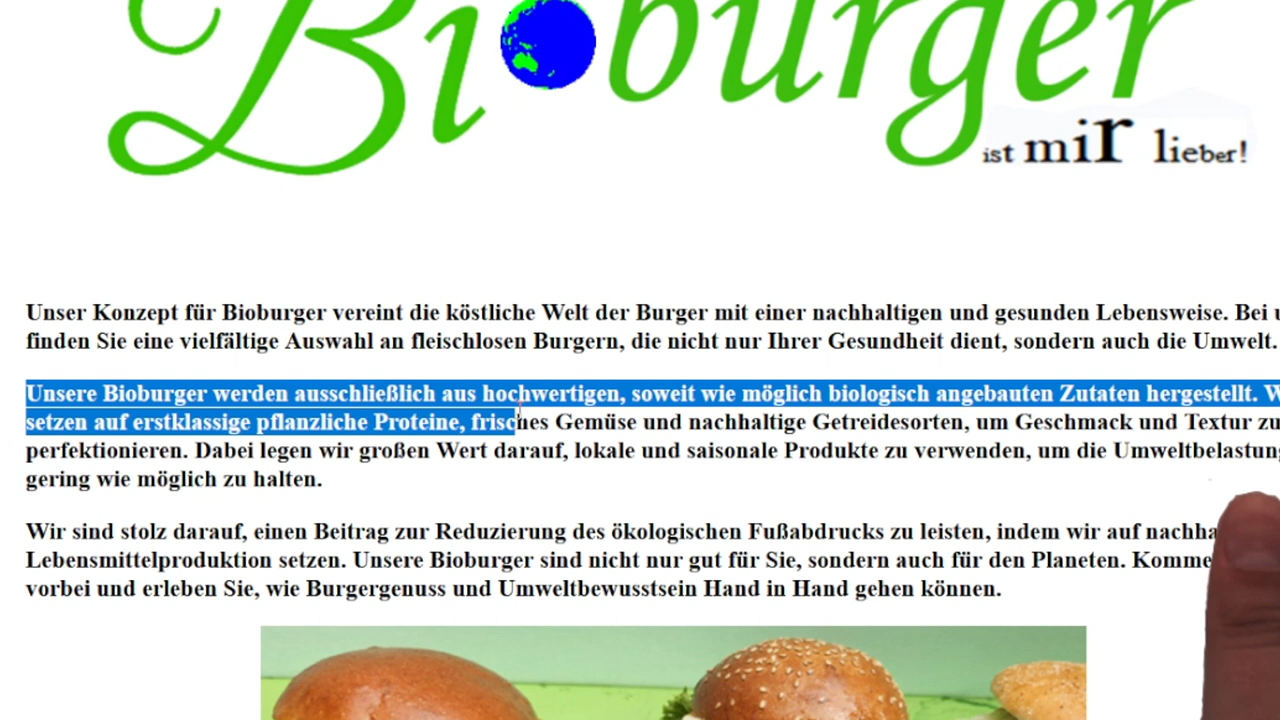 Bioburger
ist mir lieber!
Unser Konzept für Bioburger vereint die köstliche Welt der Burger mit einer nachhaltigen und gesunden Lebensweise. Bei
finden Sie eine vielfältige Auswahl an fleischlosen Burgern, die nicht nur Ihrer Gesundheit dient, sondern auch die Umwelt.
Unsere Bioburger werden ausschließlich aus hochwertigen, soweit wie möglich biologisch angebauten Zutaten hergestellt.
setzen auf erstklassige pflanzliche Proteine, frisches Gemüse und nachhaltige Getreidesorten, um Geschmack und Textur zu
perfektionieren. Dabei legen wir großen Wert darauf, lokale und saisonale Produkte zu verwenden, um die Umweltbelastung
gering wie möglich zu halten.
Wir sind stolz darauf, einen Beitrag zur Reduzierung des ökologischen Fußabdrucks zu leisten, indem wir auf nachha
Lebensmittelproduktion setzen. Unsere Bioburger sind nicht nur gut für Sie, sondern auch für den Planeten. Komme
vorbei und erleben Sie, wie Burgergenuss und Umweltbewusstsein Hand in Hand gehen können.